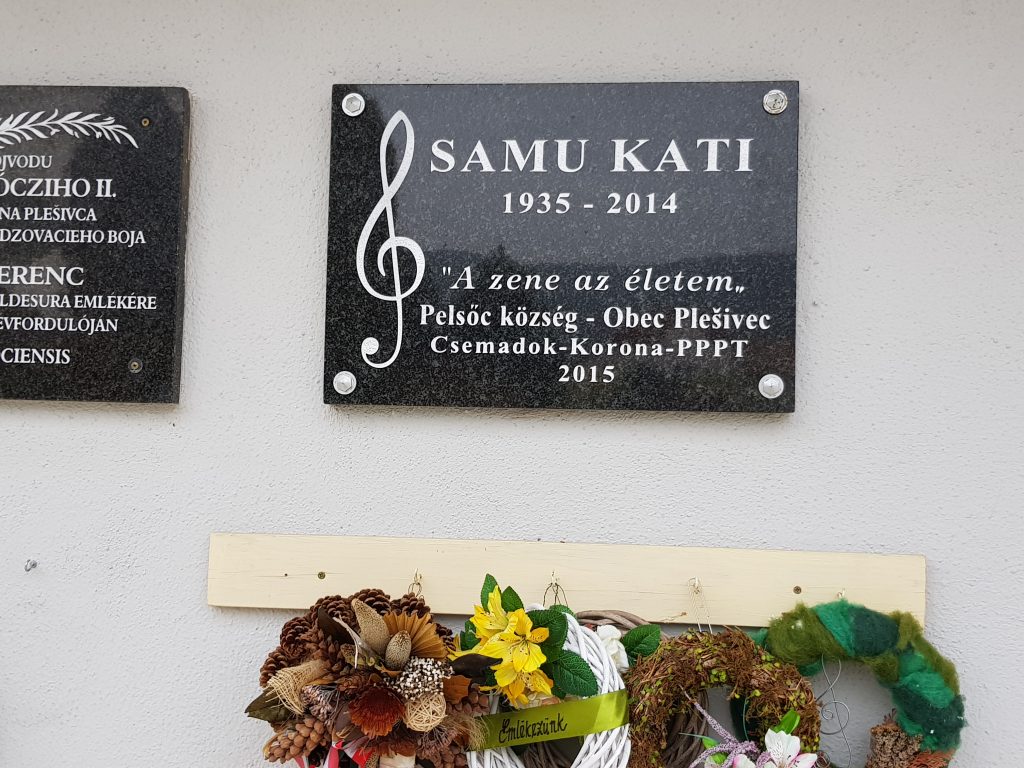 OJVODU
ÓCZIHO II.
NA PLEŠIVCA
DZOVACIEHO BOJA
ERENC
LDESURA EMLÉKÉRE
EVFORDULÓJÁN
CIENSIS
SAMU KATI
1935 - 2014
"A zene az életem„
Pelsőc község - Obec Plešivec
Csemadok-Korona-PPPT
2015
Emlékezünk